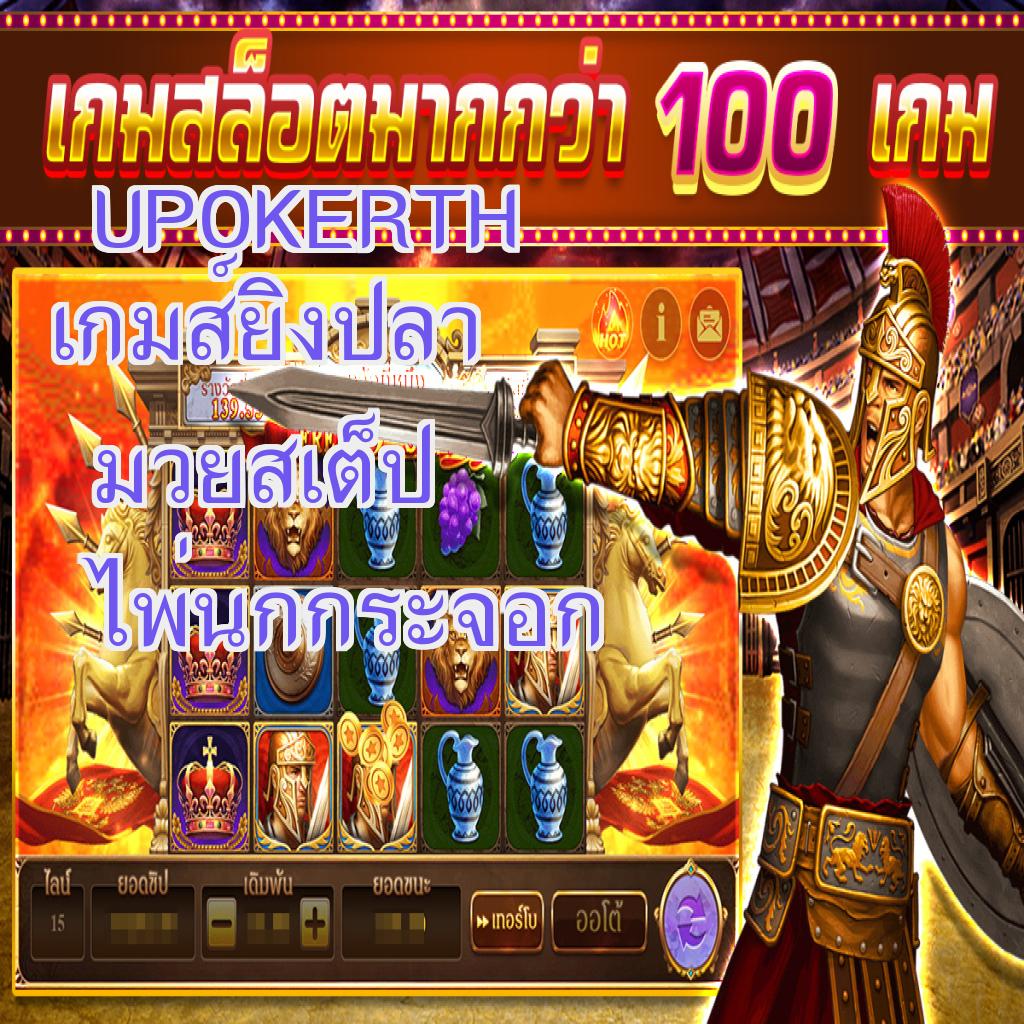 เกมสล็อตมากกว่า 100 เกม
UPOKERTH
เกมส์ยิงปลา
HOT
i
139.
มวยสเต็ป
ไพ่นกกระจอก
ไลน์
ยอดชิป
เดิมพัน
ยอดชนะ
15
เทอร์โบ
ออโต้